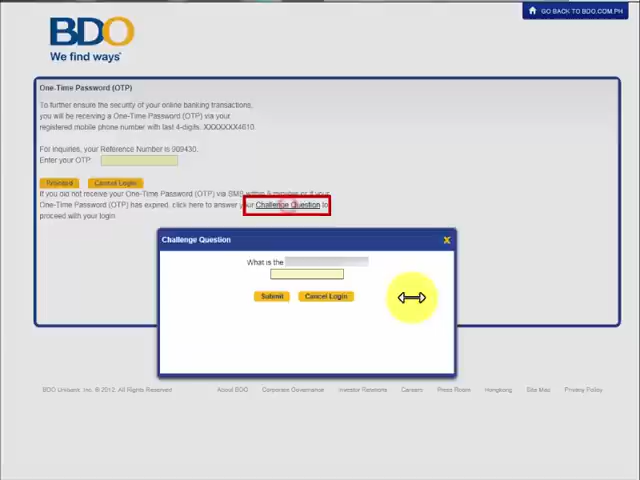 GO BACK TO BDO.COM.PH
BDO
We find ways
One-Time Password (OTP)
To further ensure the security of your online banking transactions,
you will be receiving a One-Time Password (OTP) via your
registered mobile phone number with last 4-digits: XXXXXXX4610.
For inquiries, your Reference Number is 909430.
Enter your OTP:
Cancel Login
If you did not receive your One-Time Password (OTP) via SMS within 5 minutes or if your
One-Time Password (OTP) has expired, click here to answer your Challenge Question to
proceed with your login
Challenge Question
X
What is the
Submit
Cancel Login
BDO Unibank, Inc. © 2012. All Rights Reserved
About BDO
Corporate Governance
Investor Relations
Careers
Press Room
Hongkong
Site Map
Privacy Policy